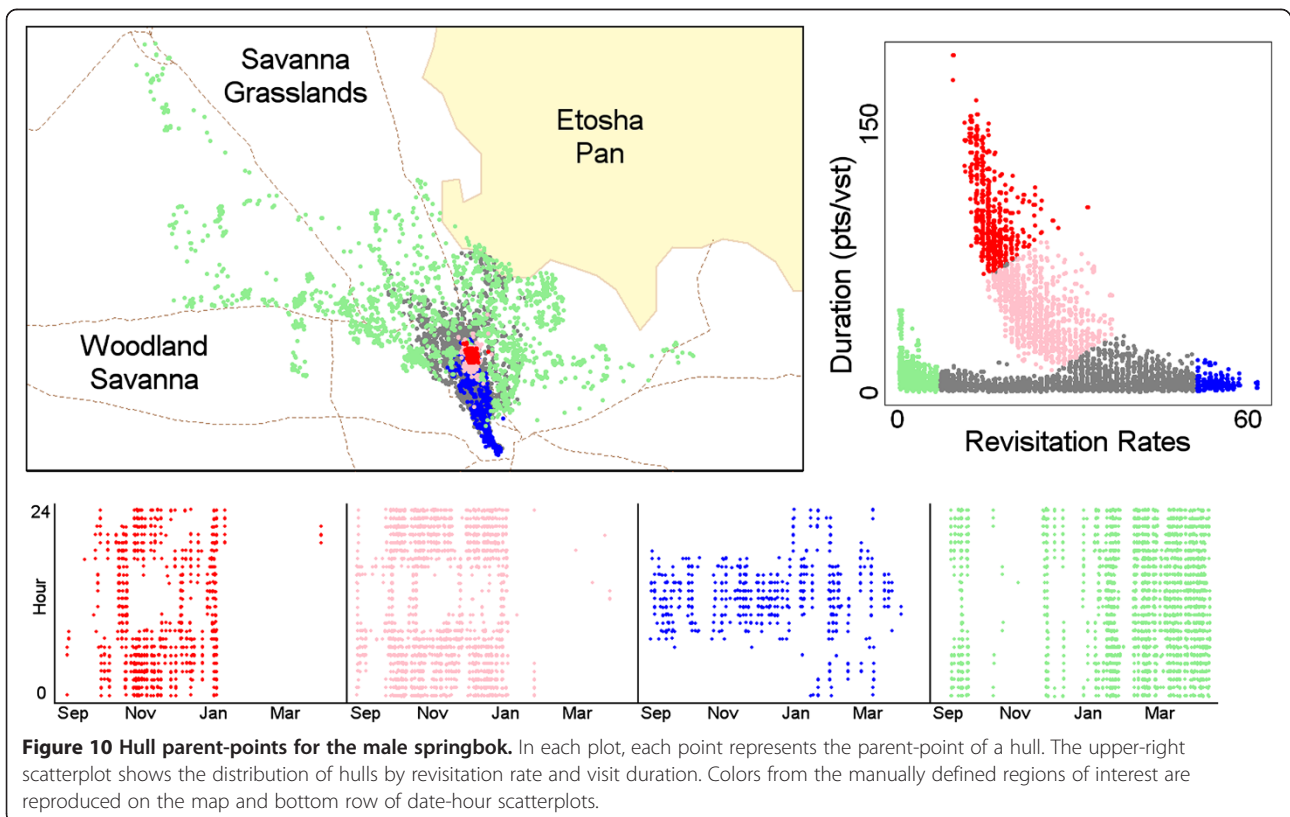 Savanna
Grasslands
Etosha
Pan
Woodland
Savanna
Duration (pts/vst)
150
0
0
60
Revisitation Rates
24
Hour
0
Sep Nov Jan Mar Sep Nov Jan Mar Sep Nov Jan Mar Sep Nov Jan Mar
Figure 10 Hull parent-points for the male springbok. In each plot, each point represents the parent-point of a hull. The upper-right
scatterplot shows the distribution of hulls by revisitation rate and visit duration. Colors from the manually defined regions of interest are
reproduced on the map and bottom row of date-hour scatterplots.